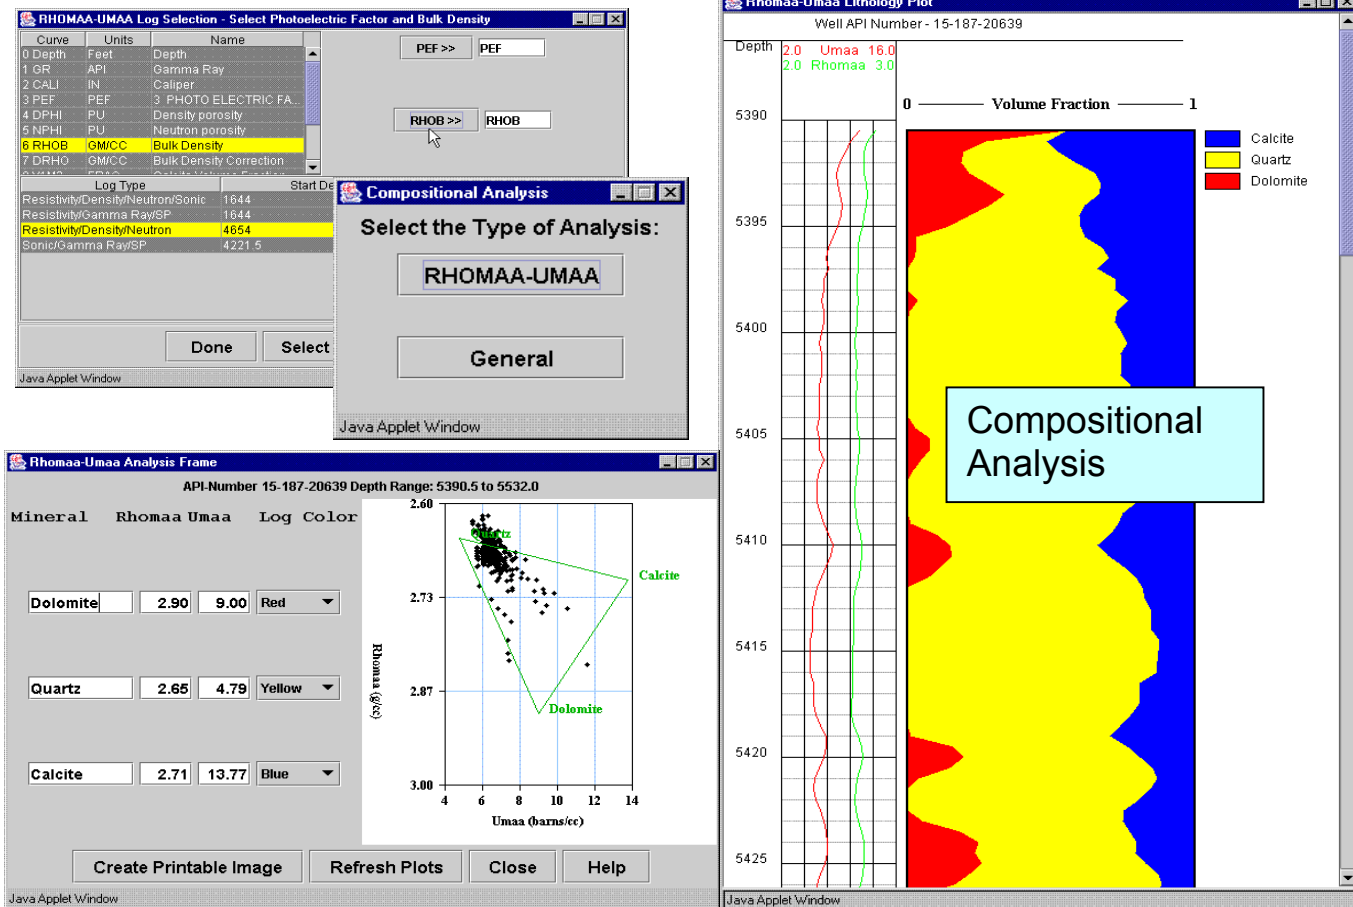 RHOMAA-UMAA Log Selection - Select Photoelectric Factor and Bulk Density
Curve Units Name
0 Depth Feet Depth
1 GR API Gamma Ray
2 CALI IN Caliper
3 PEF PEF 3 PHOTO ELECTRIC FA...
4 DPHI PU Density porosity
5 NPHI PU Neutron porosity
6 RHOB GM/CC Bulk Density
7 DRHO GM/CC Bulk Density Correction
PEF >> PEF
RHOB >> RHOB
Log Type Start De
Resistivity/Density/Neutron/Sonic 1644
Resistivity/Gamma Ray/SP 1644
Resistivity/Density/Neutron 4654
Sonic/Gamma Ray/SP 4221.5
Done Select
Java Applet Window
Compositional Analysis
Select the Type of Analysis:
RHOMAA-UMAA
General
Java Applet Window
Rhomaa-Umaa Analysis Frame
API-Number 15-187-20639 Depth Range: 5390.5 to 5532.0
Mineral Rhomaa Umaa Log Color
Dolomite 2.90 9.00 Red
Quartz 2.65 4.79 Yellow
Calcite 2.71 13.77 Blue
2.60
2.73
2.87
3.00
Rhomaa (g/cc)
Quartz
Calcite
Dolomite
4 6 8 10 12 14
Umaa (barns/cc)
Create Printable Image Refresh Plots Close Help
Java Applet Window
Rhomaa-Umaa Lithology Plot
Well API Number - 15-187-20639
Depth 2.0 Umaa 16.0
2.0 Rhomaa 3.0
0 Volume Fraction 1
5390
5395
5400
5405
5410
5415
5420
5425
Calcite
Quartz
Dolomite
Compositional
Analysis
Java Applet Window